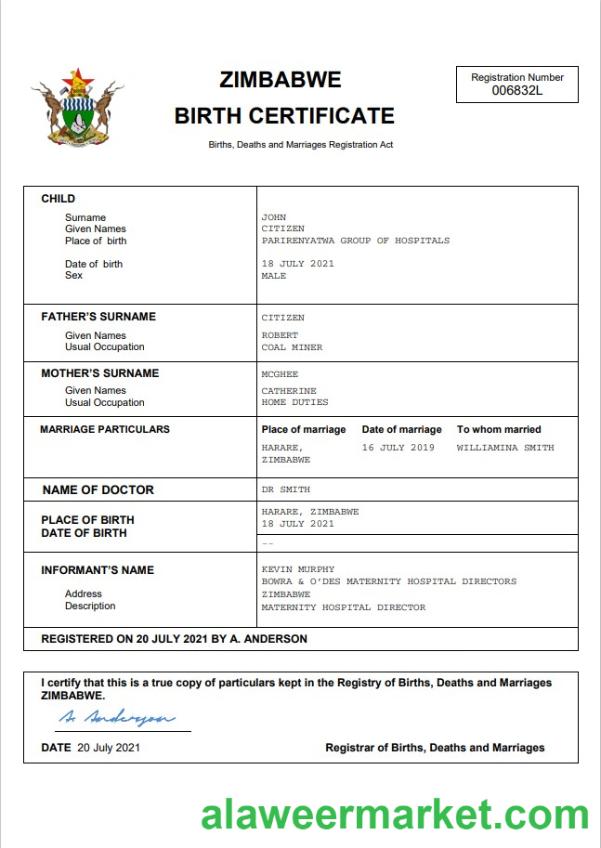 ZIMBABWE
BIRTH CERTIFICATE
Births, Deaths and Marriages Registration Act
Registration Number
006832L
CHILD
Surname JOHN
Given Names CITIZEN
Place of birth PARIRENYATWA GROUP OF HOSPITALS
Date of birth 18 JULY 2021
Sex MALE
FATHER'S SURNAME CITIZEN
Given Names ROBERT
Usual Occupation COAL MINER
MOTHER'S SURNAME MCGHEE
Given Names CATHERINE
Usual Occupation HOME DUTIES
MARRIAGE PARTICULARS Place of marriage Date of marriage To whom married
HARARE, 16 JULY 2019 WILLIAMINA SMITH
ZIMBABWE
NAME OF DOCTOR DR SMITH
PLACE OF BIRTH HARARE, ZIMBABWE
DATE OF BIRTH 18 JULY 2021
--
INFORMANT'S NAME KEVIN MURPHY
BOWRA & O'DES MATERNITY HOSPITAL DIRECTORS
Address ZIMBABWE
Description MATERNITY HOSPITAL DIRECTOR
REGISTERED ON 20 JULY 2021 BY A. ANDERSON
I certify that this is a true copy of particulars kept in the Registry of Births, Deaths and Marriages
ZIMBABWE.
A. Anderson
DATE 20 July 2021 Registrar of Births, Deaths and Marriages
alaweermarket.com